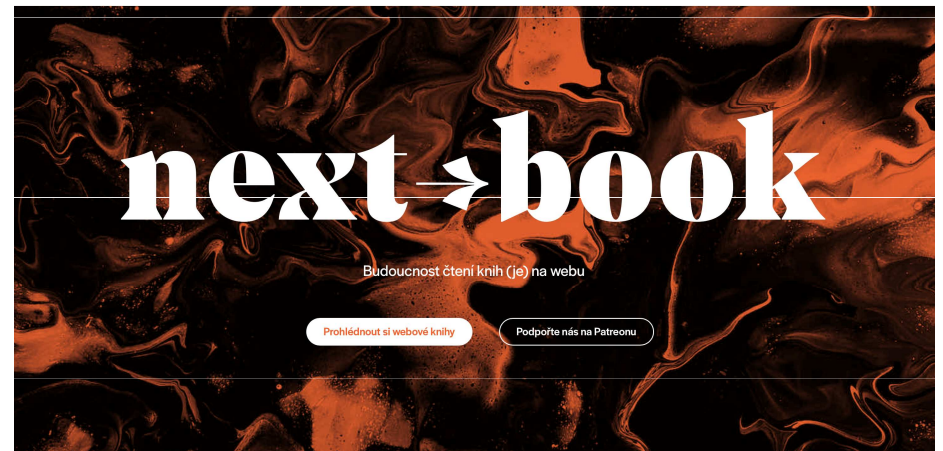 next→book
Budoucnost čtení knih (je) na webu
Prohlédnout si webové knihy
Podpořte nás na Patreonu